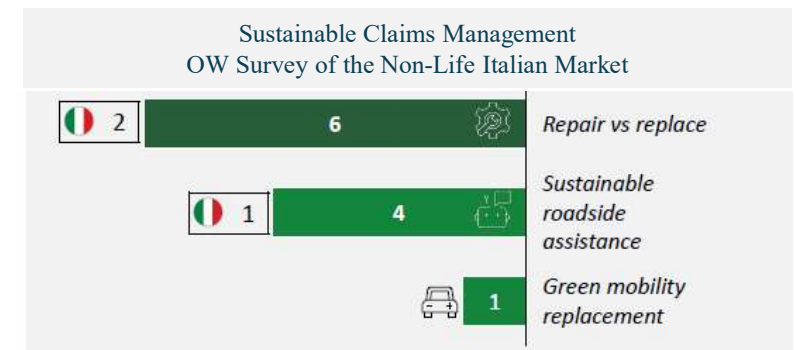 Sustainable Claims Management
OW Survey of the Non-Life Italian Market
2 6 Repair vs replace
1 4 Sustainable
roadside
assistance
1 Green mobility
replacement